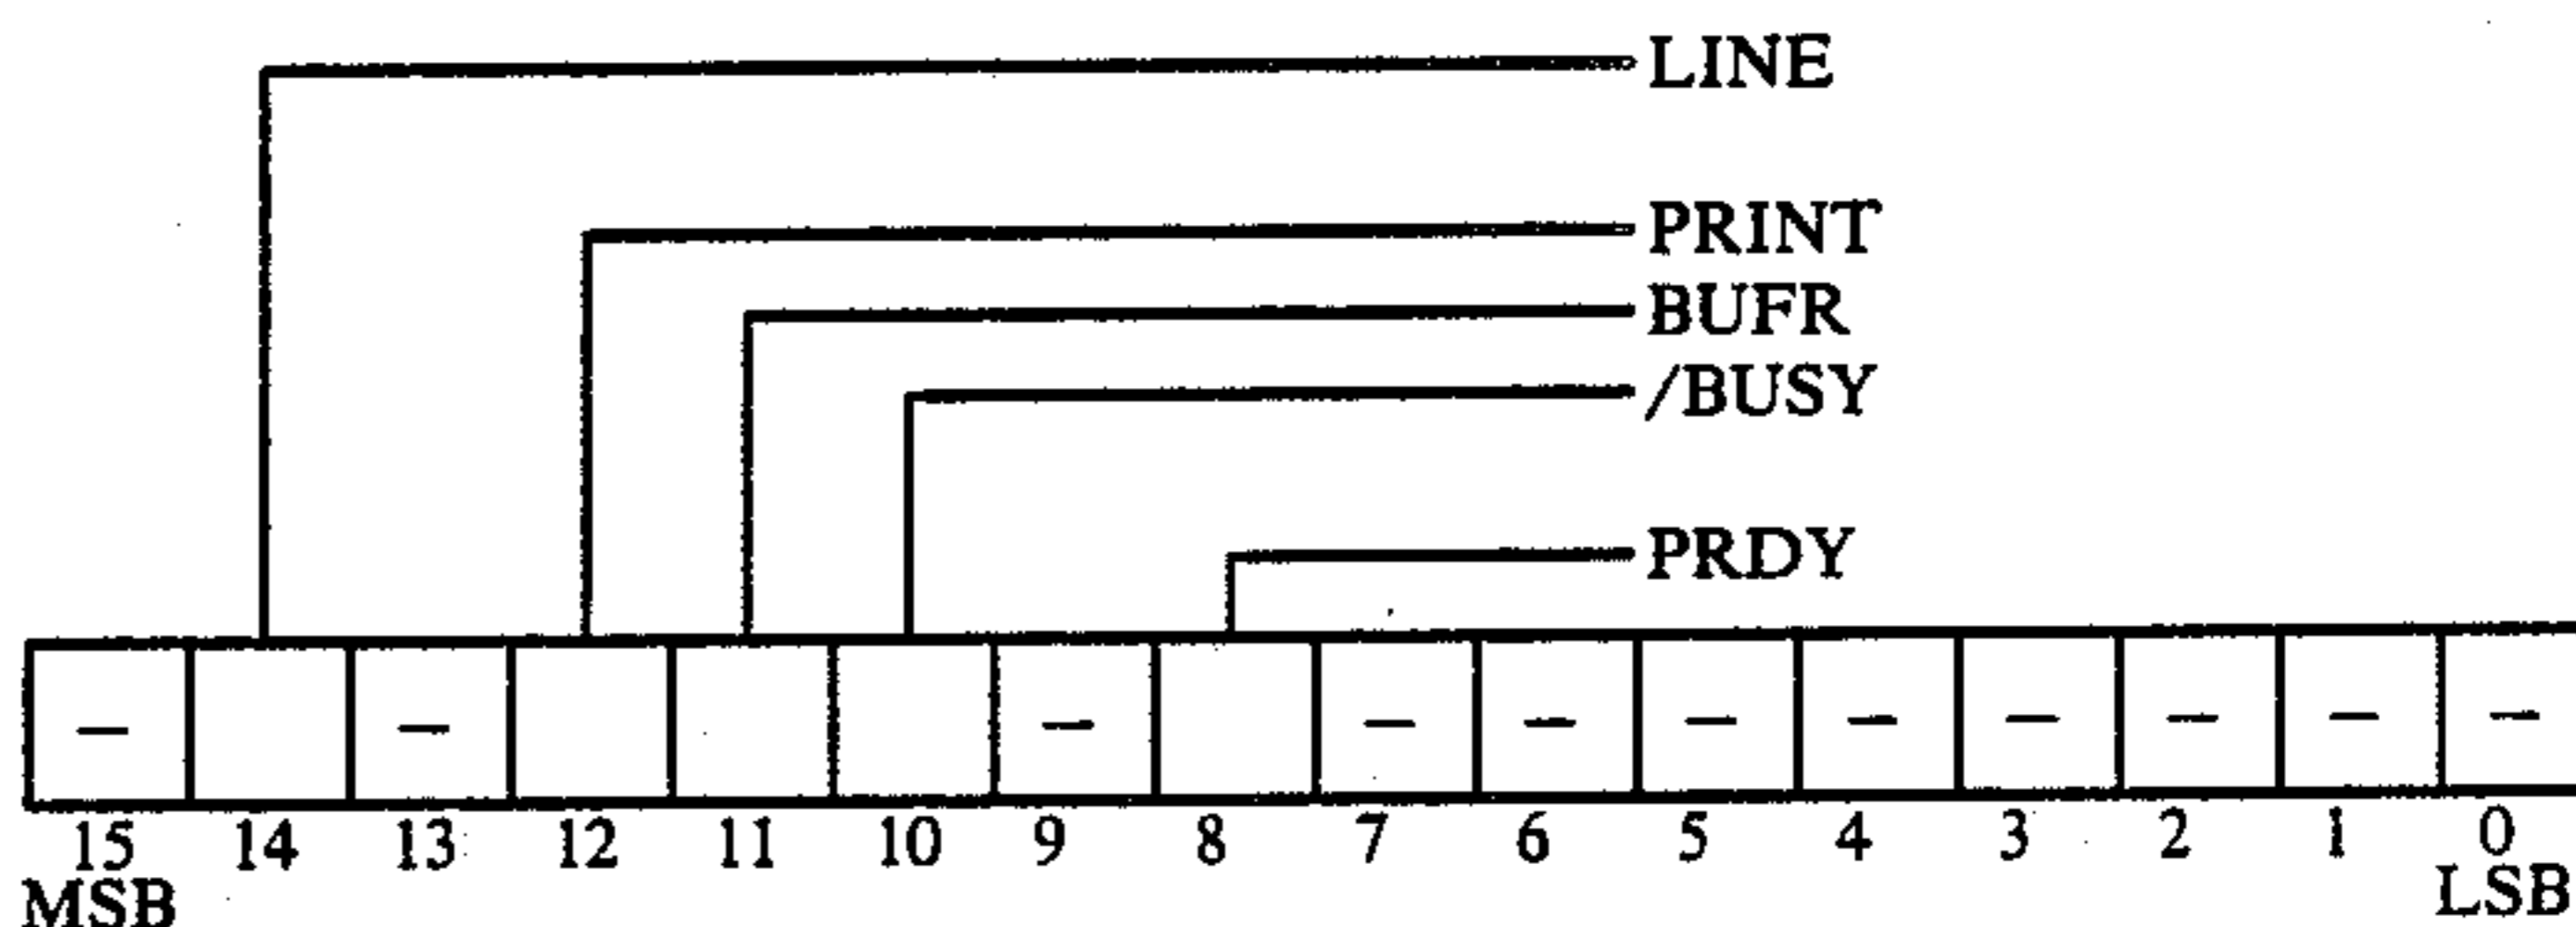 LINE
PRINT
BUFR
/BUSY
PRDY
— — — — — — — — — — —
15 14 13 12 11 10 9 8 7 6 5 4 3 2 1 0
MSB LSB